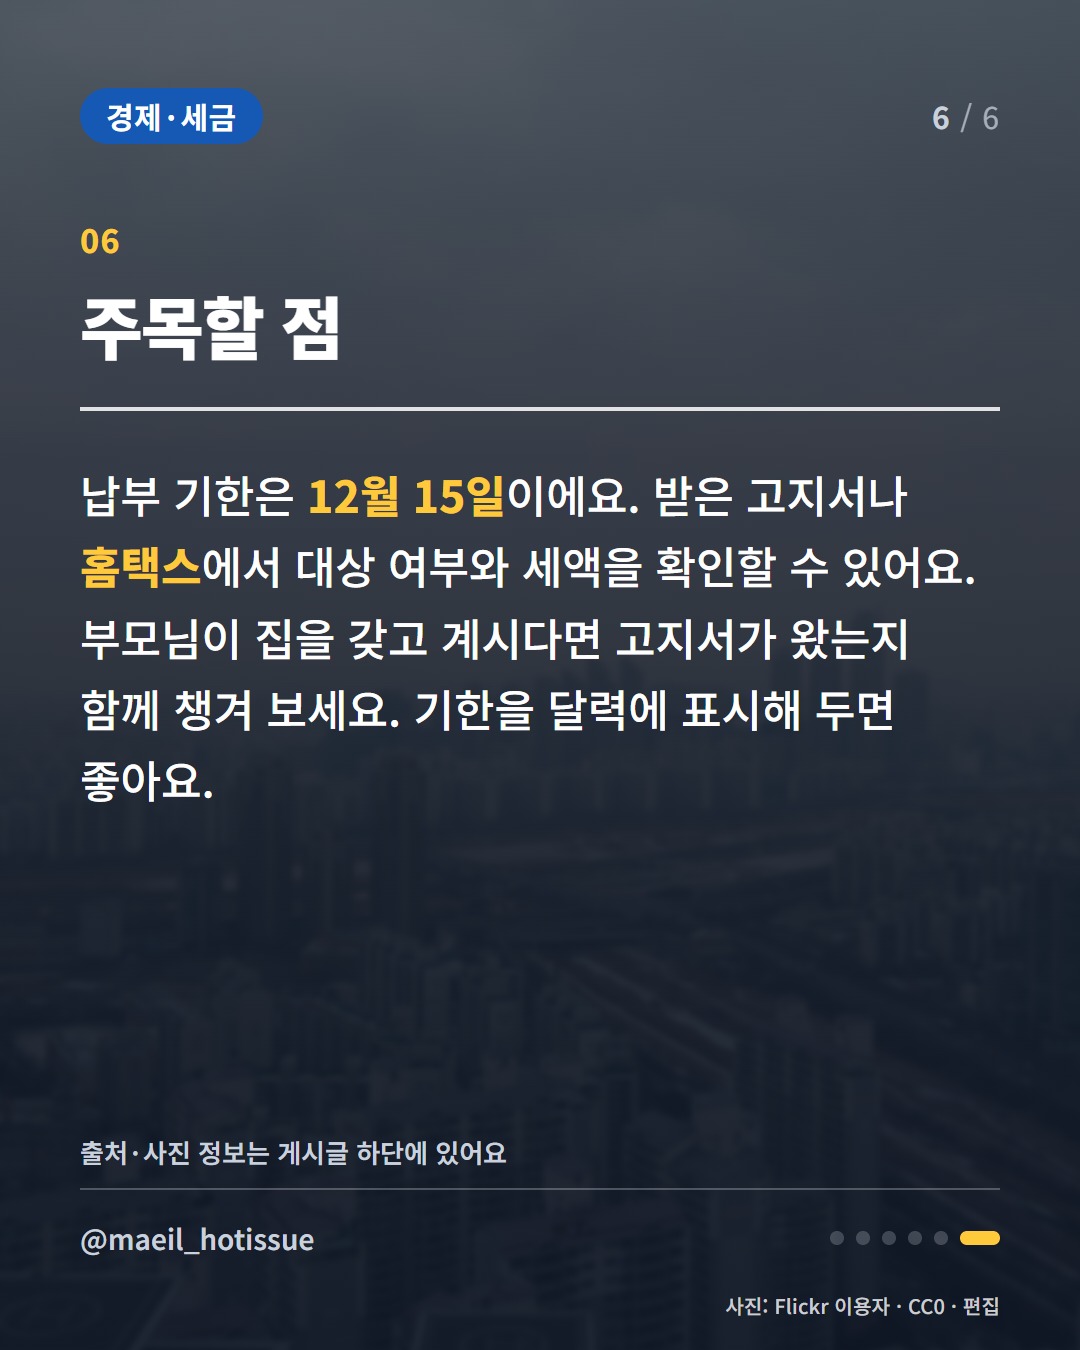 경제·세금
6 / 6
06
주목할 점
납부 기한은 12월 15일이에요. 받은 고지서나
홈택스에서 대상 여부와 세액을 확인할 수 있어요.
부모님이 집을 갖고 계시다면 고지서가 왔는지
함께 챙겨 보세요. 기한을 달력에 표시해 두면
좋아요.
출처·사진 정보는 게시글 하단에 있어요
@maeil_hotissue
사진: Flickr 이용자 · CC0 · 편집